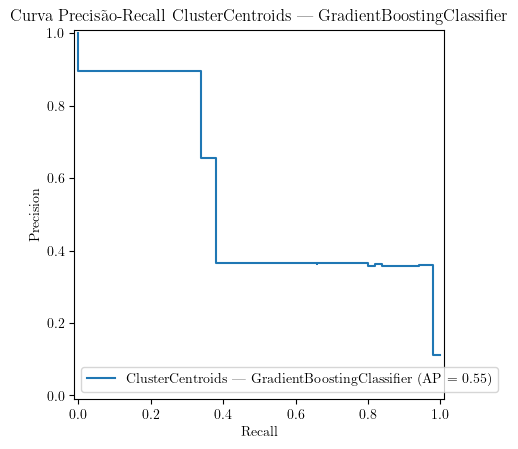 Curva Precisão-Recall ClusterCentroids — GradientBoostingClassifier
1.0
0.8
0.6
0.4
0.2
0.0
Precision
ClusterCentroids — GradientBoostingClassifier (AP = 0.55)
0.0 0.2 0.4 0.6 0.8 1.0
Recall